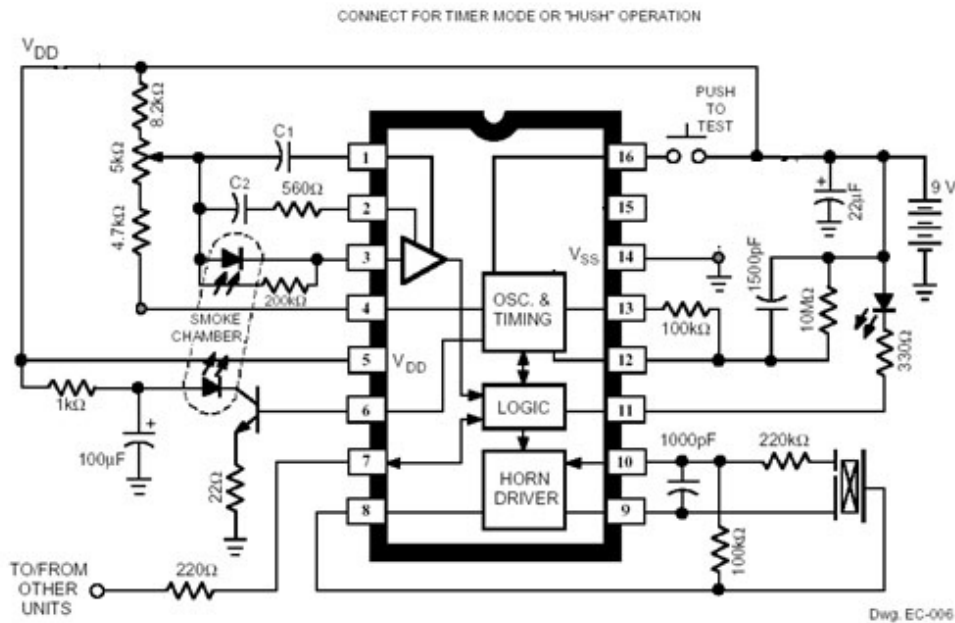 CONNECT FOR TIMER MODE OR "HUSH" OPERATION
VDD
8.2kΩ
5kΩ
4.7kΩ
C1
C2
560Ω
200kΩ
SMOKE
CHAMBER
1kΩ
100µF
+
22Ω
TO/FROM
OTHER
UNITS
220Ω
1
2
3
4
5
6
7
8
VDD
VSS
OSC. &
TIMING
LOGIC
HORN
DRIVER
16
15
14
13
12
11
10
9
PUSH
TO
TEST
+
22µF
9 V
1500pF
10MΩ
100kΩ
330Ω
1000pF
220kΩ
100kΩ
Dwg. EC-006